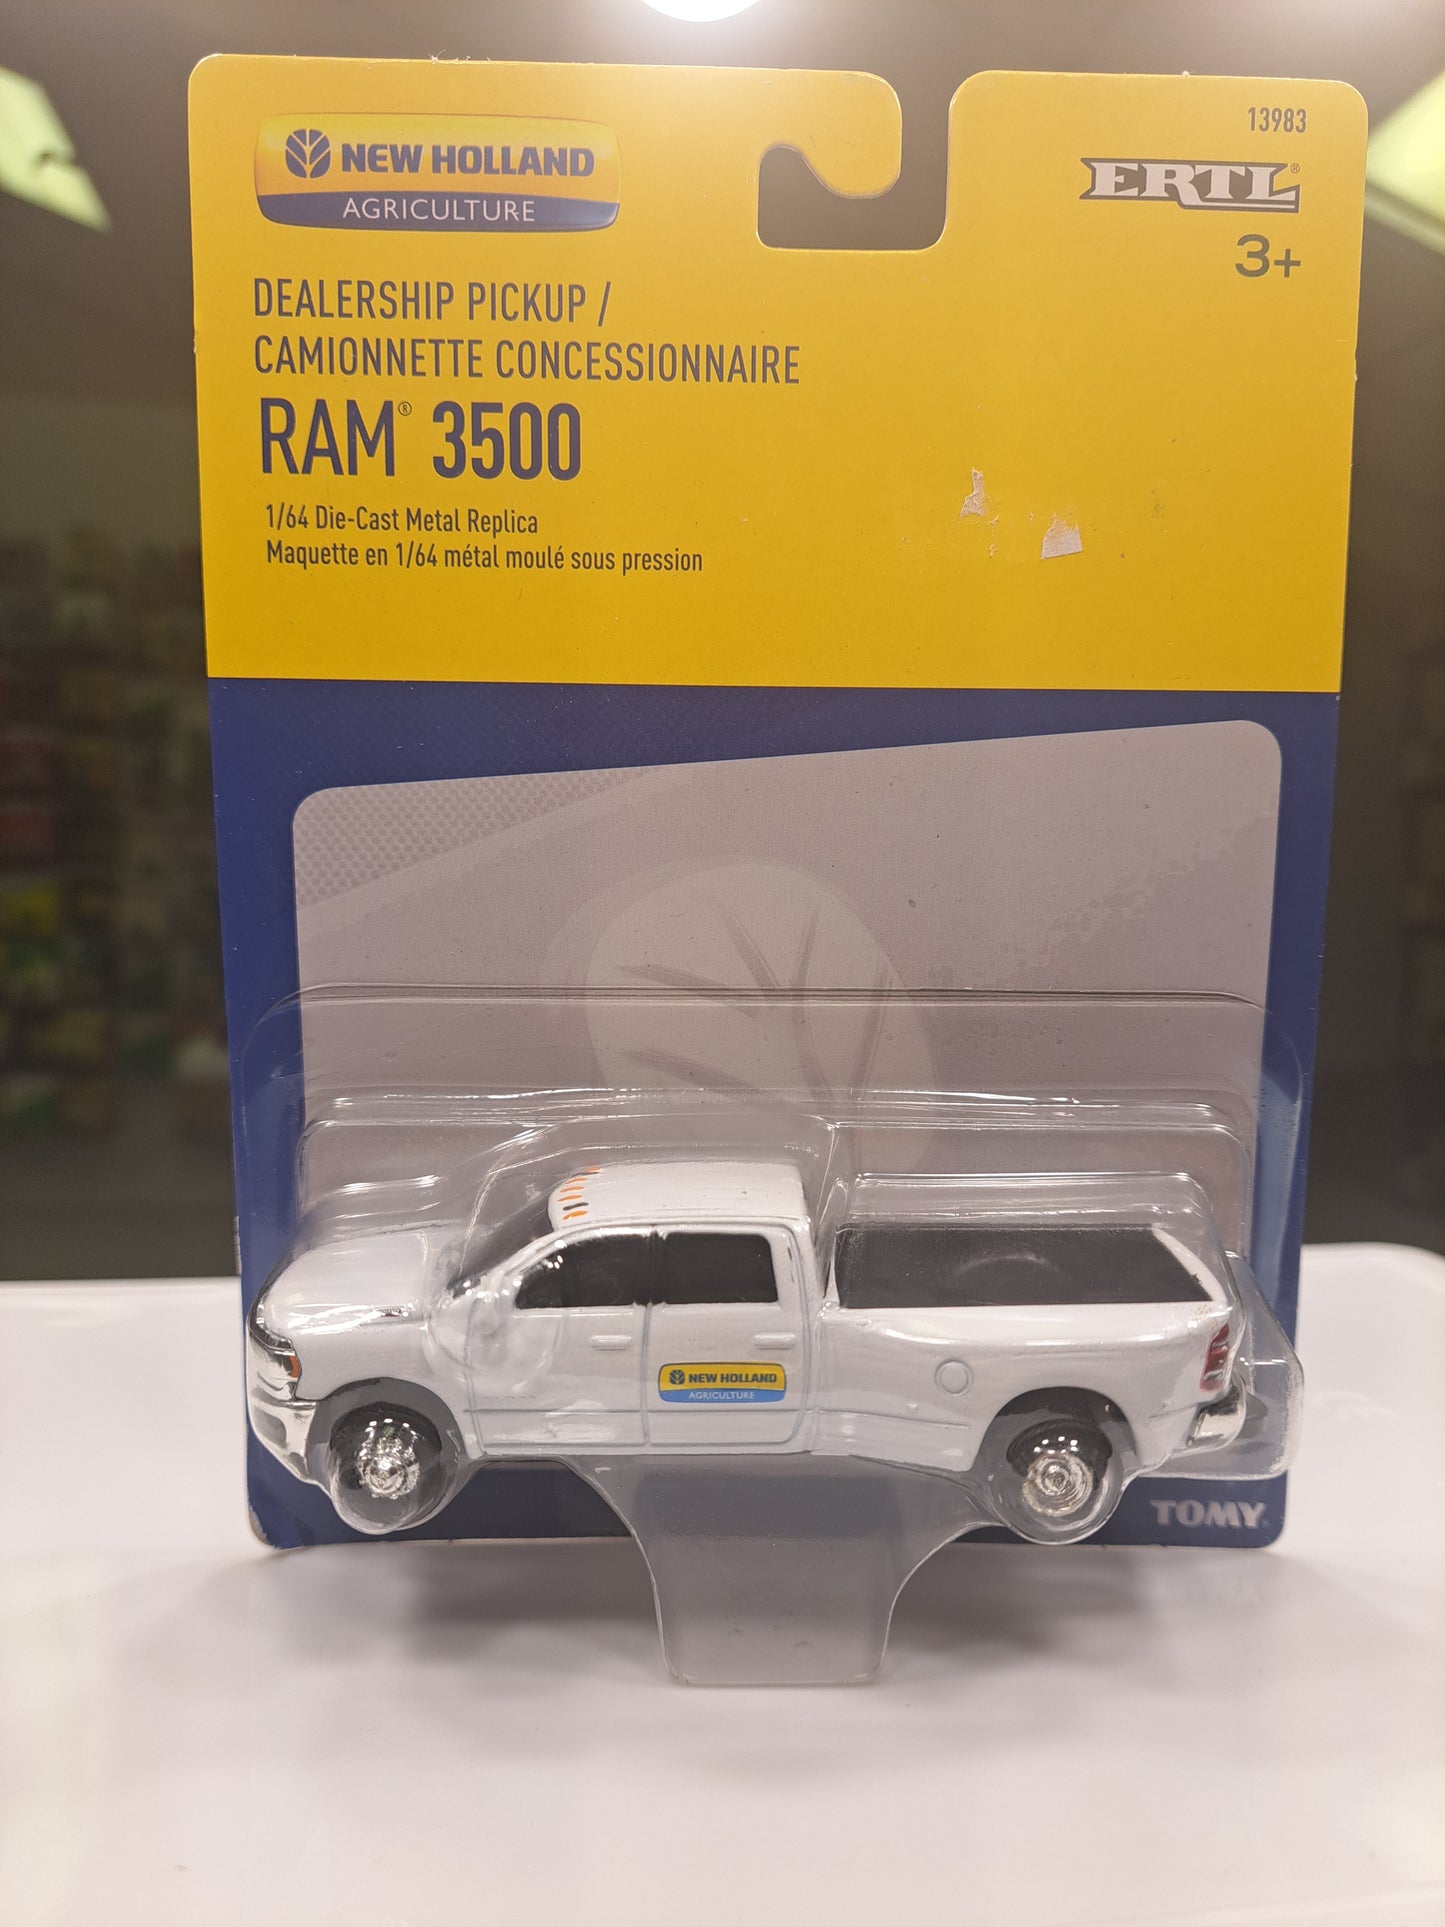 NEW HOLLAND
AGRICULTURE
13983
ERTL®
3+
DEALERSHIP PICKUP /
CAMIONNETTE CONCESSIONNAIRE
RAM® 3500
1/64 Die-Cast Metal Replica
Maquette en 1/64 métal moulé sous pression
NEW HOLLAND
AGRICULTURE
TOMY